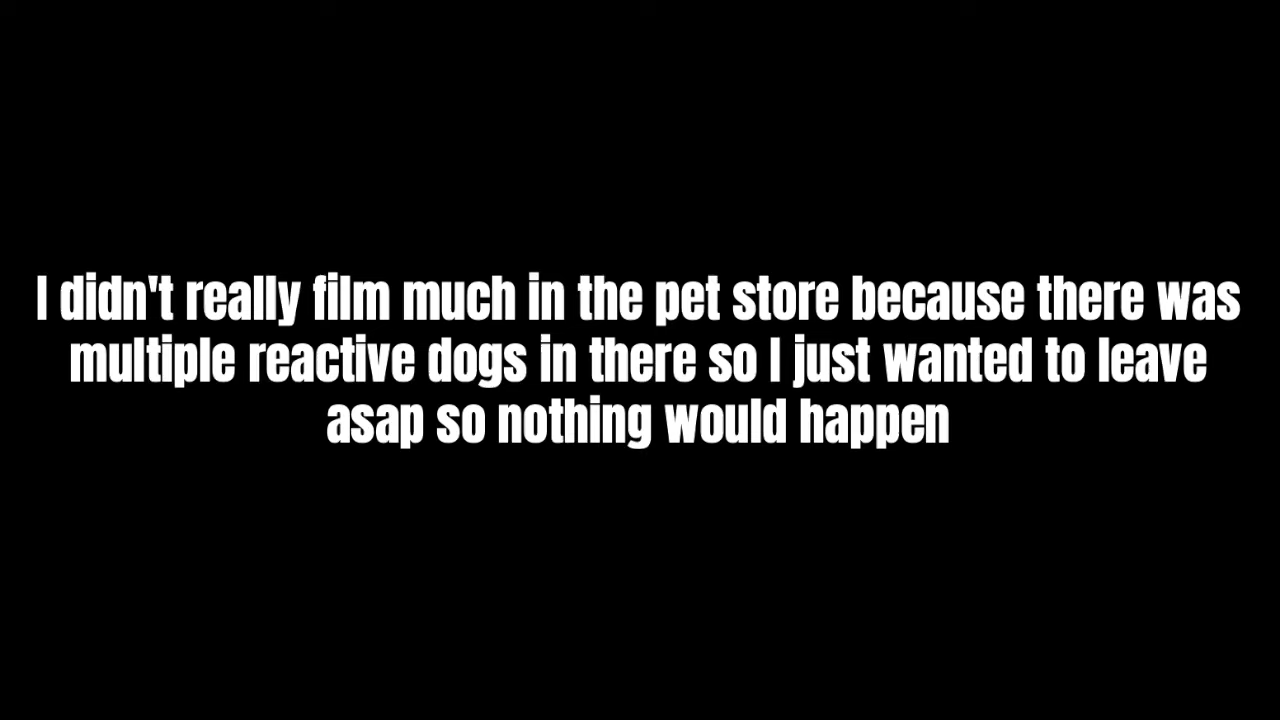 I didn't really film much in the pet store because there was
multiple reactive dogs in there so I just wanted to leave
asap so nothing would happen